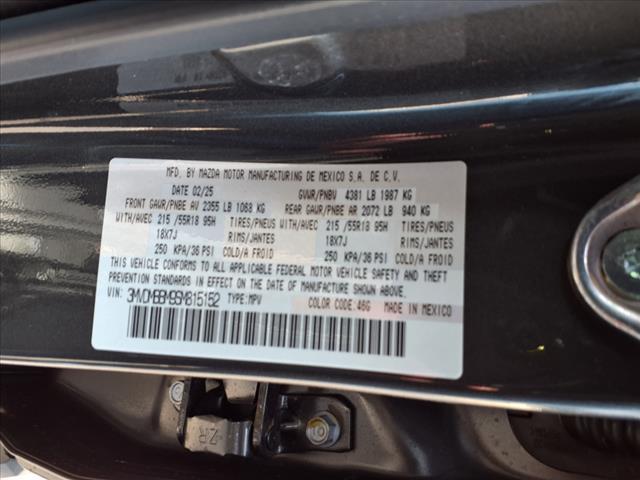 MFD. BY MAZDA MOTOR MANUFACTURING DE MEXICO S.A. DE C.V.
DATE 02/25 GVWR/PNBV 4381 LB 1987 KG
FRONT GAWR/PNBE AV 2355 LB 1068 KG REAR GAWR/PNBE AR 2072 LB 940 KG
WITH/AVEC 215 /55R18 95H TIRES/PNEUS WITH/AVEC 215 /55R18 95H TIRES/PNEUS
18X7J RIMS/JANTES 18X7J RIMS/JANTES
250 KPA/36 PSI COLD/A FROID 250 KPA/36 PSI COLD/A FROID
THIS VEHICLE CONFORMS TO ALL APPLICABLE FEDERAL MOTOR VEHICLE SAFETY AND THEFT
PREVENTION STANDARDS IN EFFECT ON THE DATE OF MANUFACTURE SHOWN ABOVE.
VIN: 3MVDMBBM9SM815152 TYPE:MPV COLOR CODE:46G MADE IN MEXICO
ZR